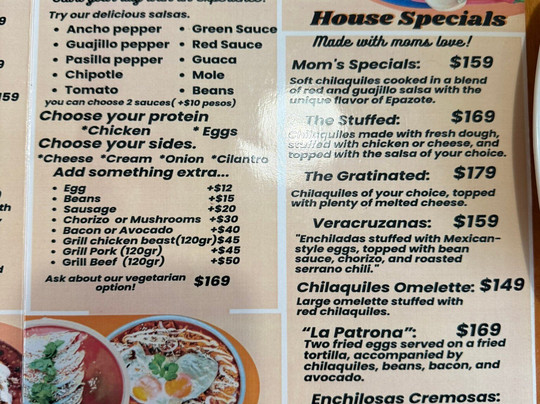 Try our delicious salsas.
• Ancho pepper • Green Sauce
• Guajillo pepper • Red Sauce
• Pasilla pepper • Guaca
• Chipotle • Mole
• Tomato • Beans
you can choose 2 sauces( +$10 pesos)
Choose your protein
*Chicken * Eggs
Choose your sides.
*Cheese *Cream *Onion *Cilantro
Add something extra...
• Egg +$12
• Beans +$15
• Sausage +$20
• Chorizo or Mushrooms +$30
• Bacon or Avocado +$40
• Grill chicken beast(120gr)$45
• Grill Pork (120gr) +$45
• Grill Beef (120gr) +$50
Ask about our vegetarian option! $169
House Specials
Made with moms love!
Mom's Specials: $159
Soft chilaquiles cooked in a blend
of red and guajillo salsa with the
unique flavor of Epazote.
The Stuffed: $169
Chilaquiles made with fresh dough,
stuffed with chicken or cheese, and
topped with the salsa of your choice.
The Gratinated: $179
Chilaquiles of your choice, topped
with plenty of melted cheese.
Veracruzanas: $159
"Enchiladas stuffed with Mexican-
style eggs, topped with bean
sauce, chorizo, and roasted
serrano chili."
Chilaquiles Omelette: $149
Large omelette stuffed with
red chilaquiles.
"La Patrona": $169
Two fried eggs served on a fried
tortilla, accompanied by
chilaquiles, beans, bacon, and
avocado.
Enchilosas Cremosas: